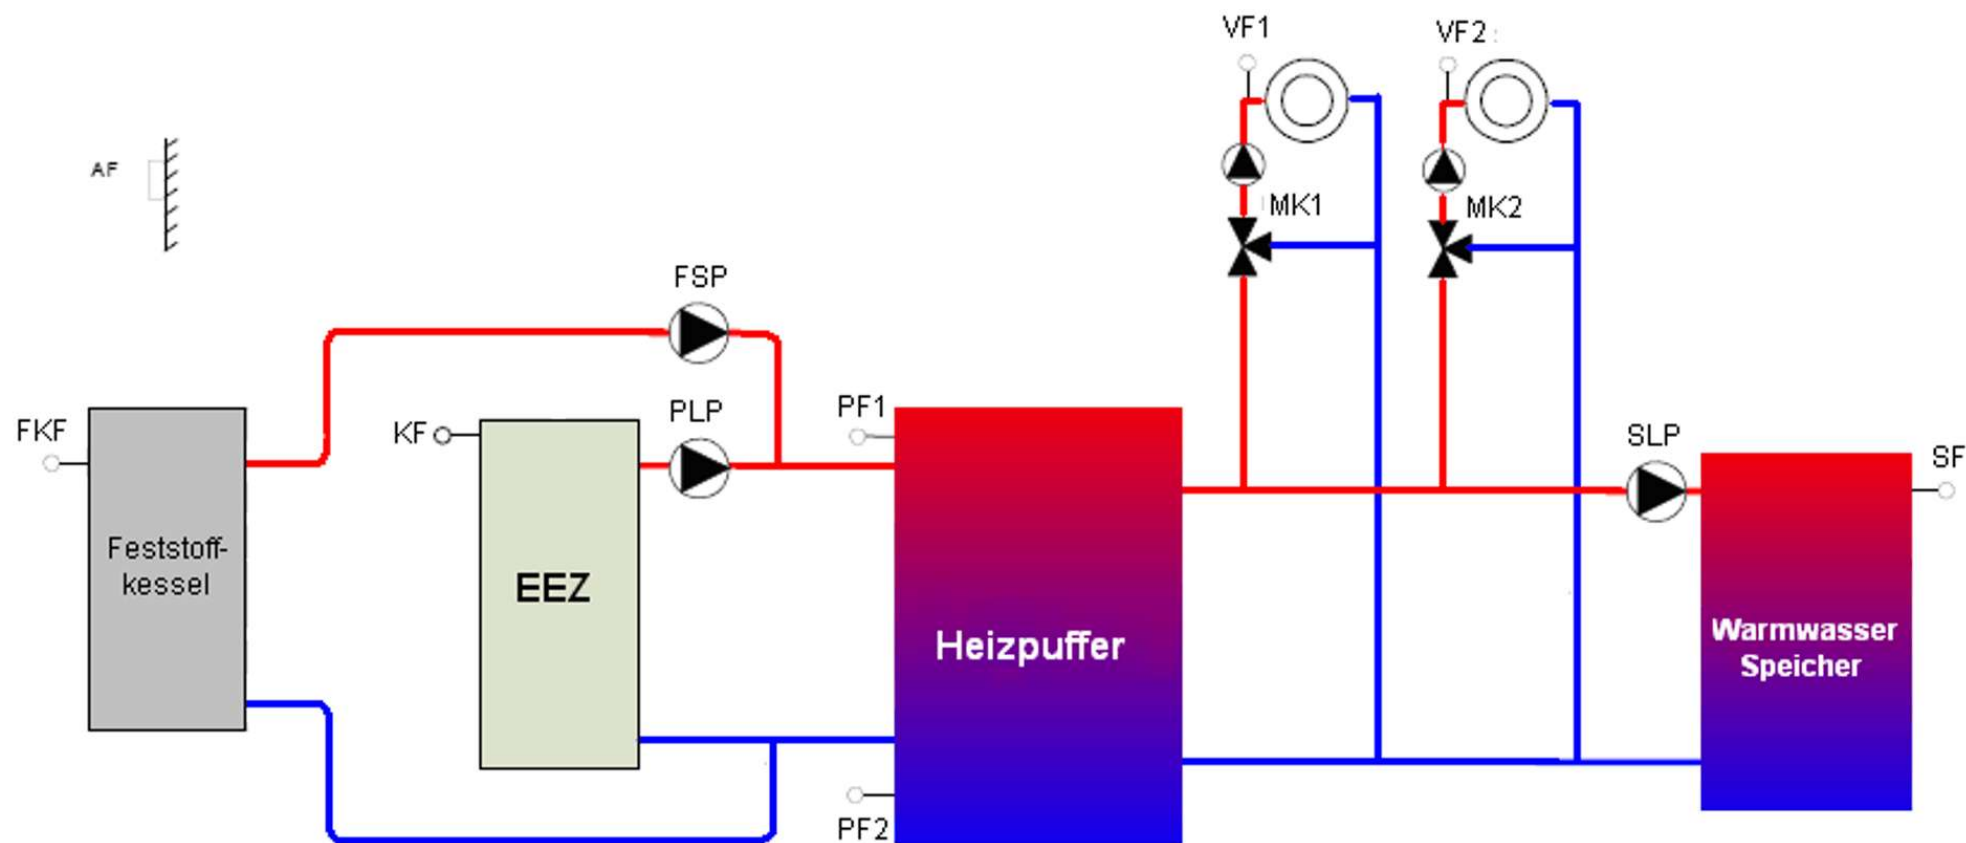 VF1
VF2
AF
MK1
MK2
FSP
PLP
PF1
FKF
KF
SLP
SF
Feststoff-
kessel
EEZ
Heizpuffer
Warmwasser
Speicher
PF2